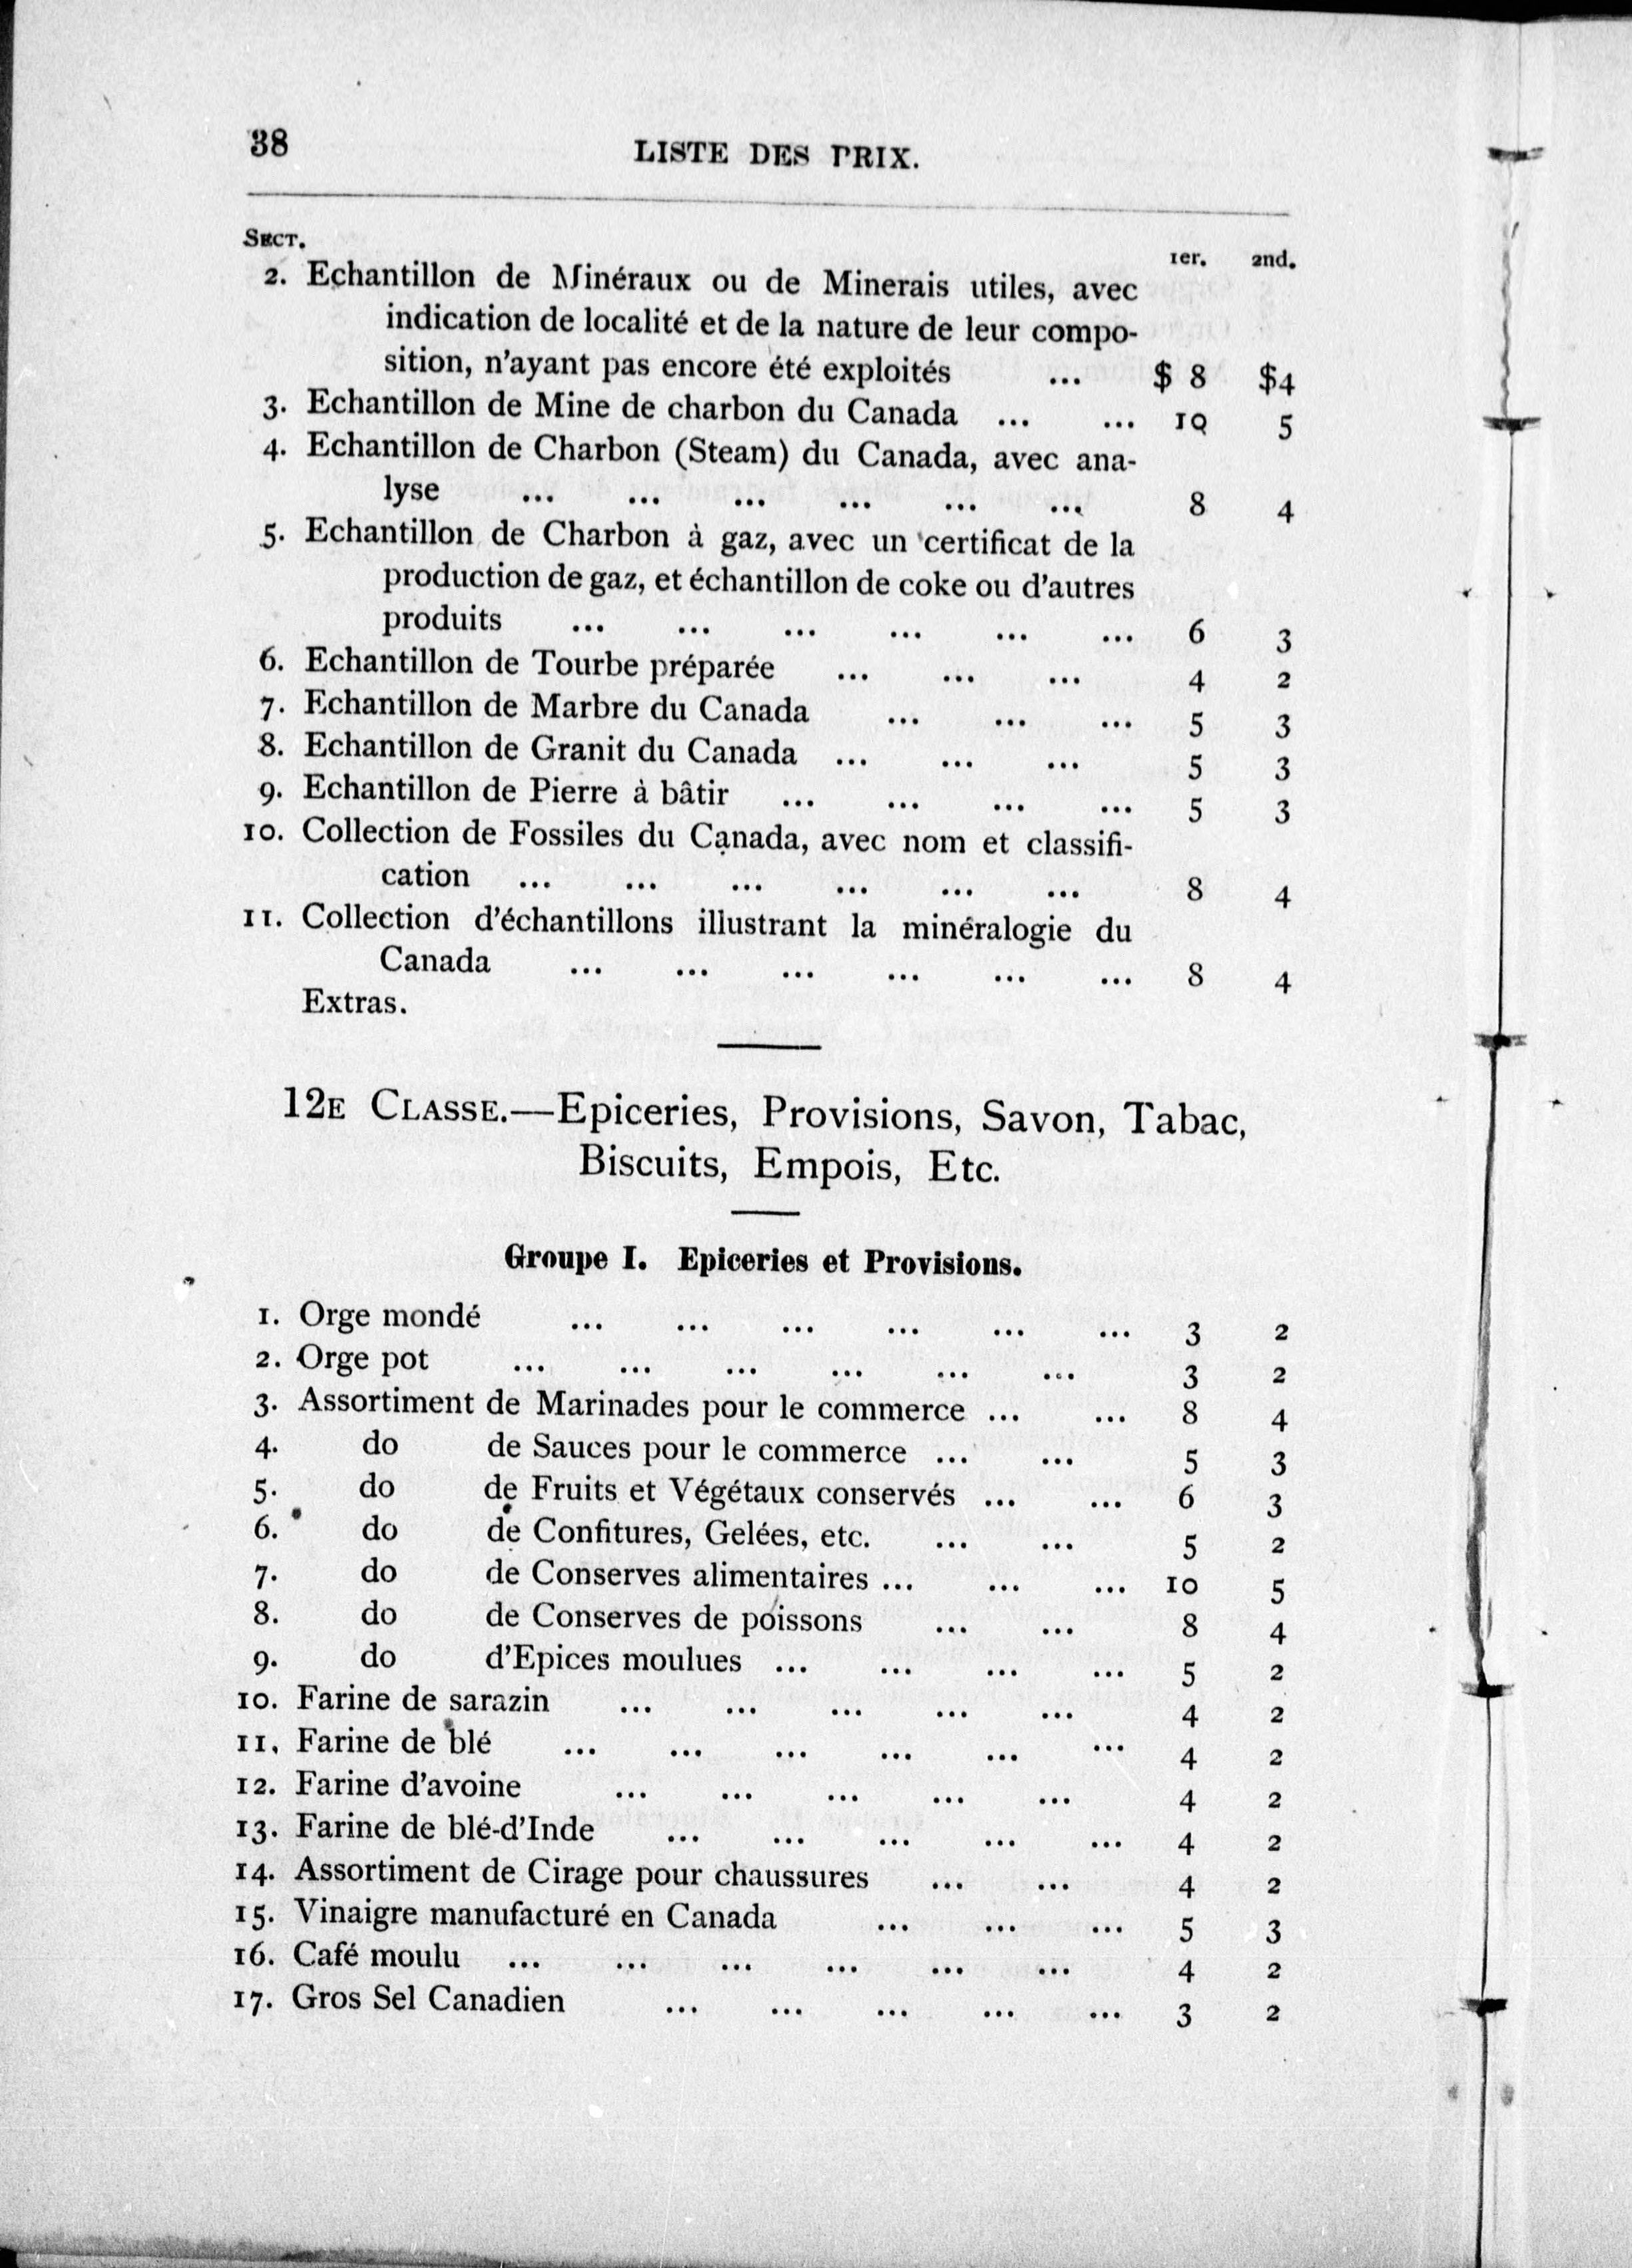 38
LISTE DES PRIX.
SECT.
1er. 2nd.
2. Echantillon de Minéraux ou de Minerais utiles, avec
indication de localité et de la nature de leur compo-
sition, n'ayant pas encore été exploités ... $ 8 $4
3. Echantillon de Mine de charbon du Canada ... ... 10 5
4. Echantillon de Charbon (Steam) du Canada, avec ana-
lyse ... ... ... ... ... ... 8 4
5. Echantillon de Charbon à gaz, avec un certificat de la
production de gaz, et échantillon de coke ou d'autres
produits ... ... ... ... ... ... 6 3
6. Echantillon de Tourbe préparée ... ... ... 4 2
7. Echantillon de Marbre du Canada ... ... ... 5 3
8. Echantillon de Granit du Canada ... ... ... 5 3
9. Echantillon de Pierre à bâtir ... ... ... ... 5 3
10. Collection de Fossiles du Canada, avec nom et classifi-
cation ... ... ... ... ... ... 8 4
11. Collection d'échantillons illustrant la minéralogie du
Canada ... ... ... ... ... ... 8 4
Extras.
12E CLASSE.—Epiceries, Provisions, Savon, Tabac,
Biscuits, Empois, Etc.
Groupe I. Epiceries et Provisions.
1. Orge mondé ... ... ... ... ... ... 3 2
2. Orge pot ... ... ... ... ... ... 3 2
3. Assortiment de Marinades pour le commerce ... ... 8 4
4. do de Sauces pour le commerce ... ... 5 3
5. do de Fruits et Végétaux conservés ... ... 6 3
6. do de Confitures, Gelées, etc. ... ... 5 2
7. do de Conserves alimentaires ... ... ... 10 5
8. do de Conserves de poissons ... ... 8 4
9. do d'Epices moulues ... ... ... ... 5 2
10. Farine de sarazin ... ... ... ... ... 4 2
11. Farine de blé ... ... ... ... ... ... 4 2
12. Farine d'avoine ... ... ... ... ... 4 2
13. Farine de blé-d'Inde ... ... ... ... ... 4 2
14. Assortiment de Cirage pour chaussures ... ... 4 2
15. Vinaigre manufacturé en Canada ... ... ... 5 3
16. Café moulu ... ... ... ... ... ... 4 2
17. Gros Sel Canadien ... ... ... ... ... 3 2